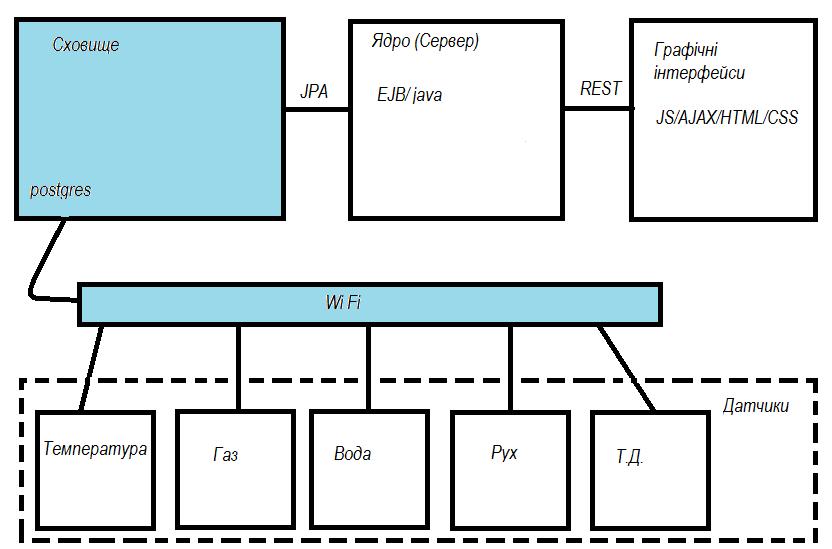 Сховище
postgres
JPA
Ядро (Сервер)
EJB/ java
REST
Графічні
інтерфейси
JS/AJAX/HTML/CSS
Wi Fi
Датчики
Температура
Газ
Вода
Рух
Т.Д.